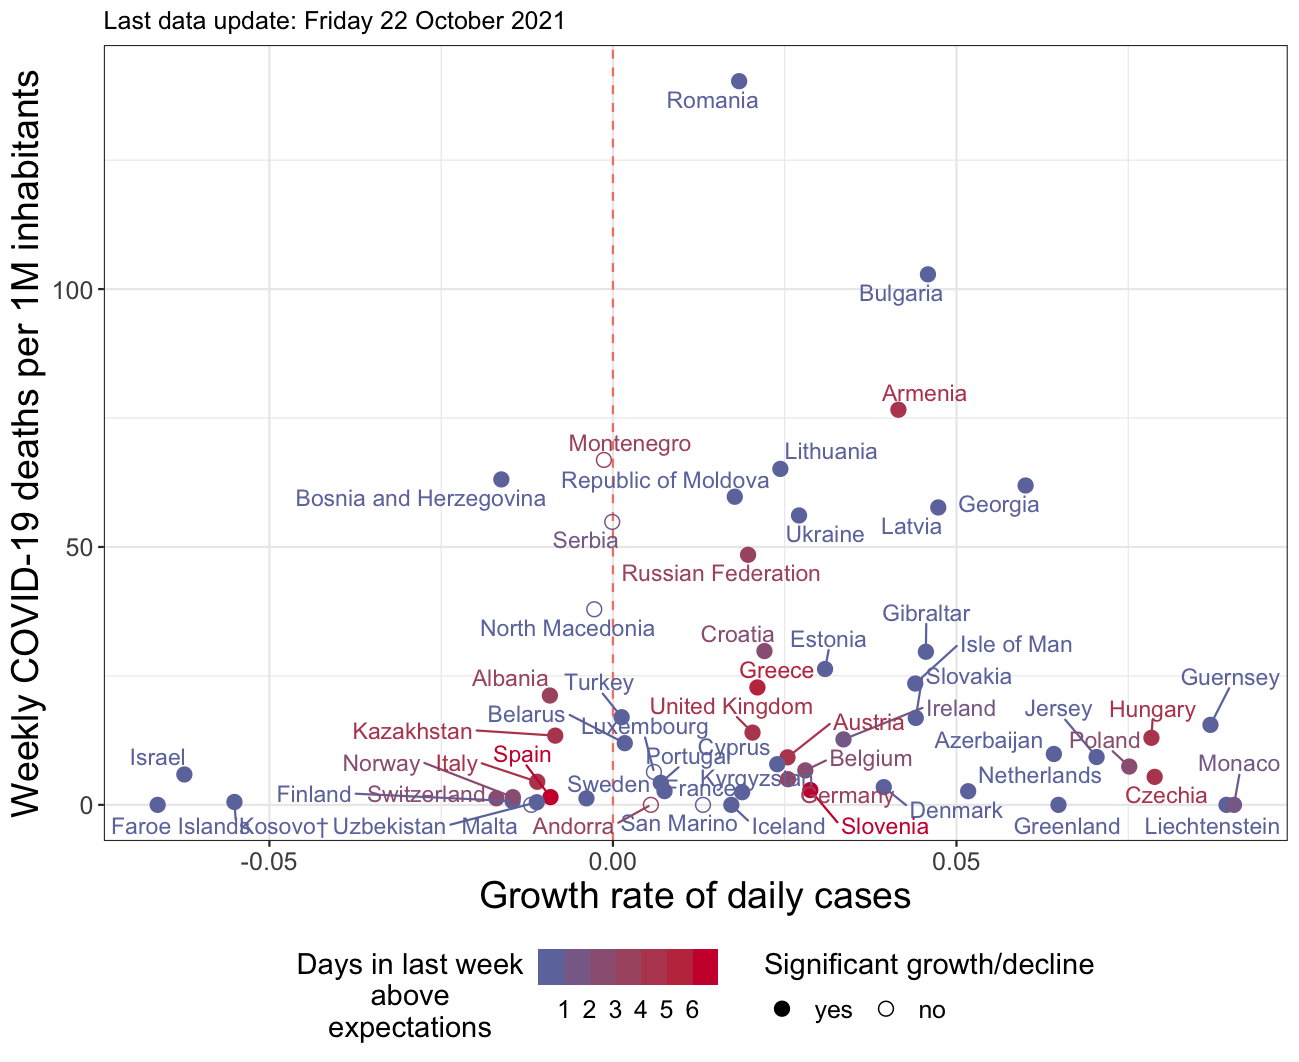 Last data update: Friday 22 October 2021
Weekly COVID-19 deaths per 1M inhabitants
100
50
0
Romania
Bulgaria
Armenia
Montenegro
Lithuania
Republic of Moldova
Bosnia and Herzegovina
Georgia
Latvia
Ukraine
Serbia
Russian Federation
Gibraltar
North Macedonia
Croatia
Estonia
Isle of Man
Greece
Slovakia
Albania
Turkey
Guernsey
United Kingdom
Ireland
Jersey
Hungary
Belarus
Luxembourg
Austria
Kazakhstan
Cyprus
Azerbaijan
Poland
Israel
Spain
Portugal
Belgium
Norway
Italy
Monaco
Netherlands
Kyrgyzstan
Sweden
France
Finland
Switzerland
Germany
Czechia
Denmark
Faroe Islands
Kosovo†
Uzbekistan
Malta
Andorra
San Marino
Iceland
Slovenia
Greenland
Liechtenstein
-0.05
0.00
0.05
Growth rate of daily cases
Days in last week
above
expectations
1 2 3 4 5 6
Significant growth/decline
yes
no